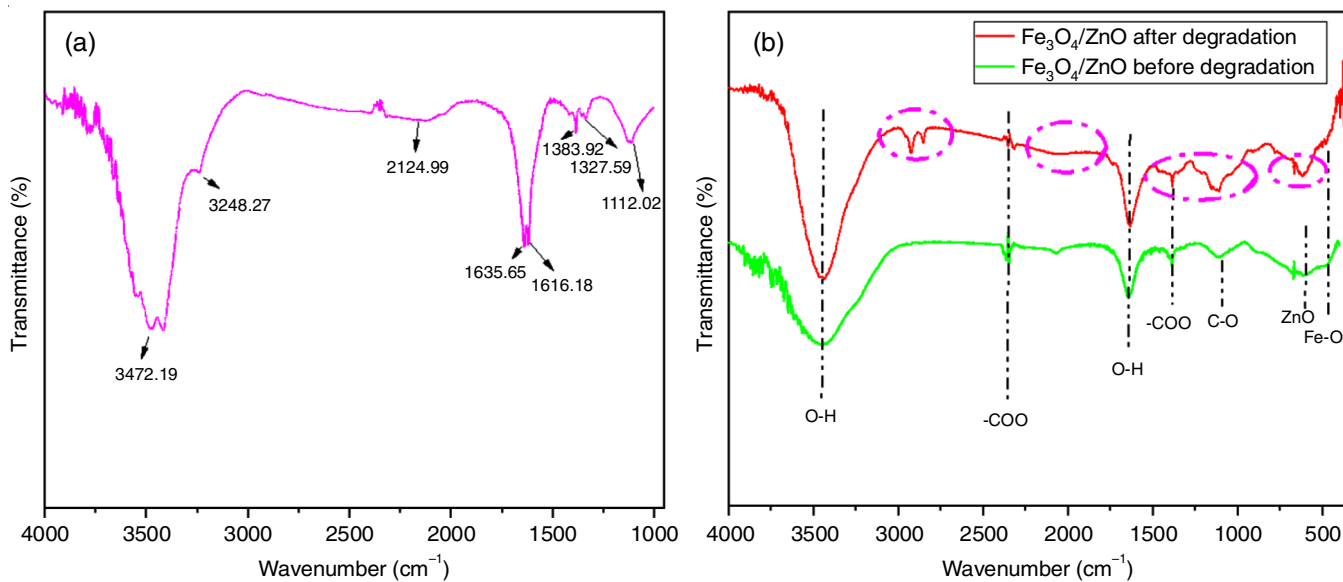 (a)
Transmittance (%)
3472.19
3248.27
2124.99
1635.65
1616.18
1383.92
1327.59
1112.02
4000 3500 3000 2500 2000 1500 1000
Wavenumber (cm⁻¹)
(b)
Fe₃O₄/ZnO after degradation
Fe₃O₄/ZnO before degradation
Transmittance (%)
O-H
-COO
O-H
-COO
C-O
ZnO
Fe-O
4000 3500 3000 2500 2000 1500 1000 500
Wavenumber (cm⁻¹)